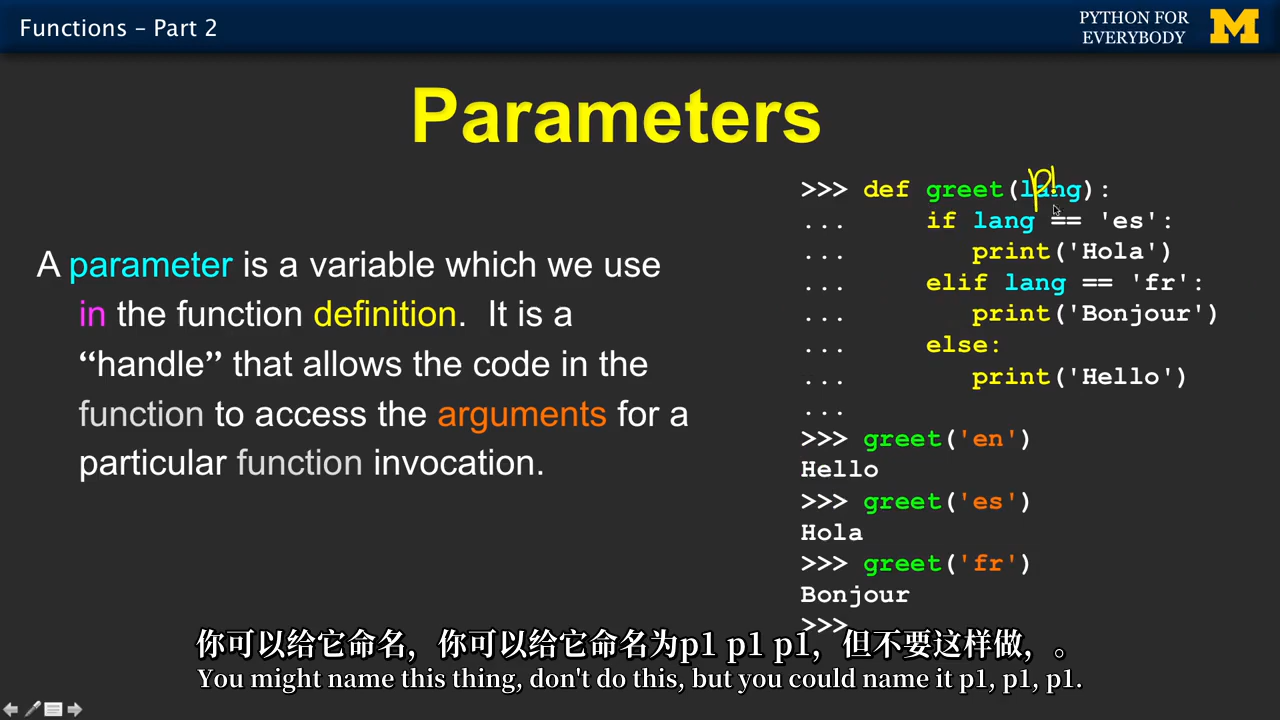 Functions – Part 2
PYTHON FOR
EVERYBODY
M
Parameters
A parameter is a variable which we use
in the function definition. It is a
“handle” that allows the code in the
function to access the arguments for a
particular function invocation.
>>> def greet(lang):
p1
... if lang == 'es':
... print('Hola')
... elif lang == 'fr':
... print('Bonjour')
... else:
... print('Hello')
...
>>> greet('en')
Hello
>>> greet('es')
Hola
>>> greet('fr')
Bonjour
>>>
你可以给它命名，你可以给它命名为p1 p1 p1，但不要这样做，。
You might name this thing, don't do this, but you could name it p1, p1, p1.